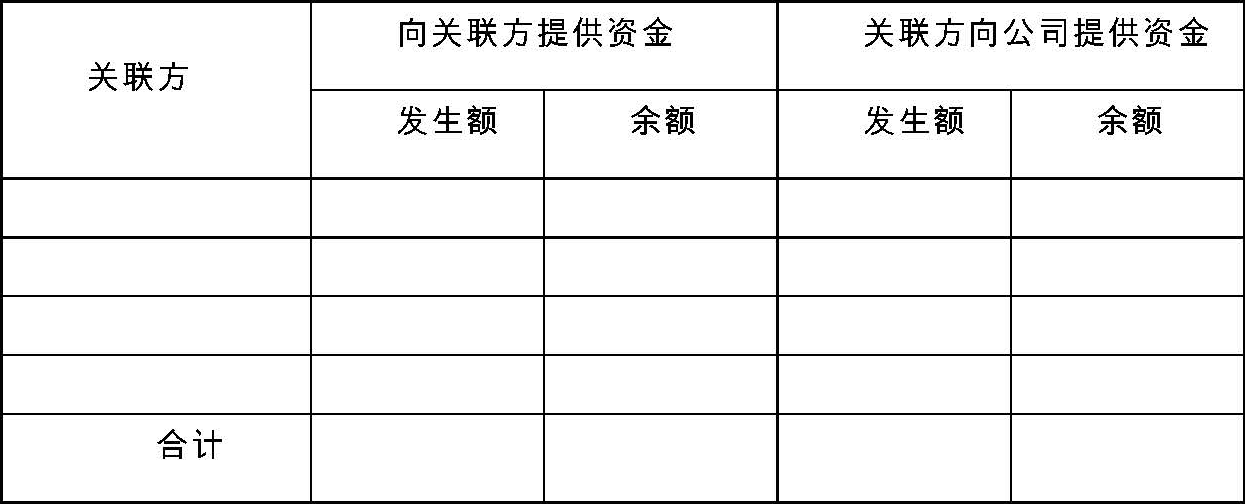 关联方
向关联方提供资金
关联方向公司提供资金
发生额
余额
发生额
余额
合计